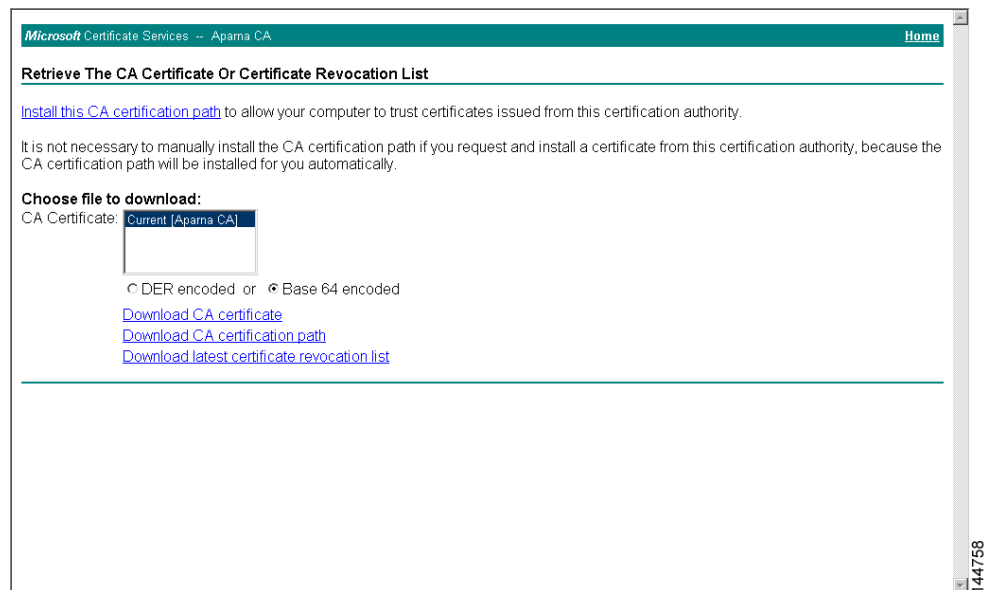 Microsoft Certificate Services -- Aparna CA Home
Retrieve The CA Certificate Or Certificate Revocation List
Install this CA certification path to allow your computer to trust certificates issued from this certification authority.
It is not necessary to manually install the CA certification path if you request and install a certificate from this certification authority, because the
CA certification path will be installed for you automatically.
Choose file to download:
CA Certificate: Current [Aparna CA]
DER encoded or Base 64 encoded
Download CA certificate
Download CA certification path
Download latest certificate revocation list
144758